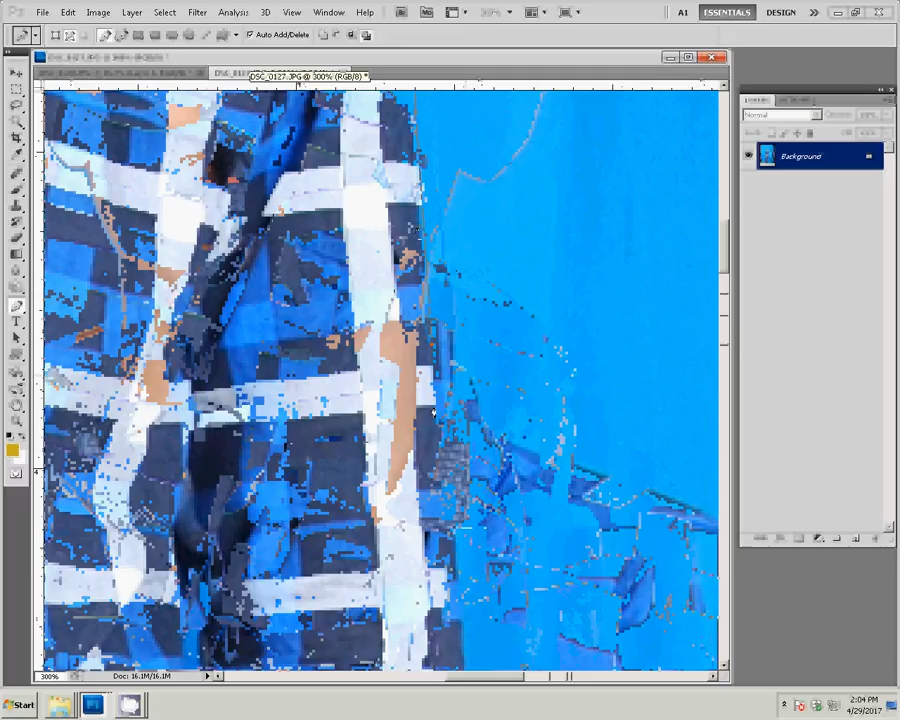 File Edit Image Layer Select Filter Analysis 3D View Window Help
A1 ESSENTIALS DESIGN
Auto Add/Delete
DSC_0127.JPG @ 300% (RGB/8) *
Normal
Background
4
300% Doc: 16.1M/16.1M
Start
2:04 PM
4/29/2017